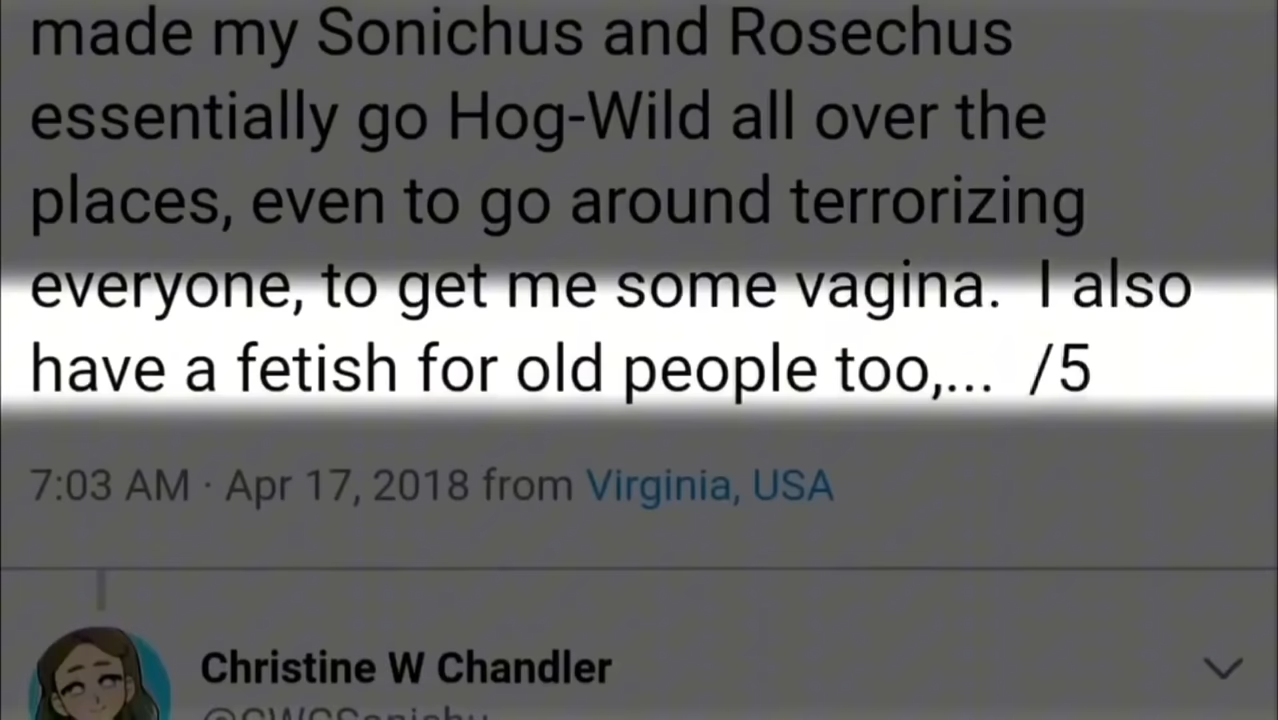 made my Sonichus and Rosechus
essentially go Hog-Wild all over the
places, even to go around terrorizing
everyone, to get me some vagina.  I also
have a fetish for old people too,...  /5
7:03 AM · Apr 17, 2018 from Virginia, USA
Christine W Chandler
@CWCSonichu